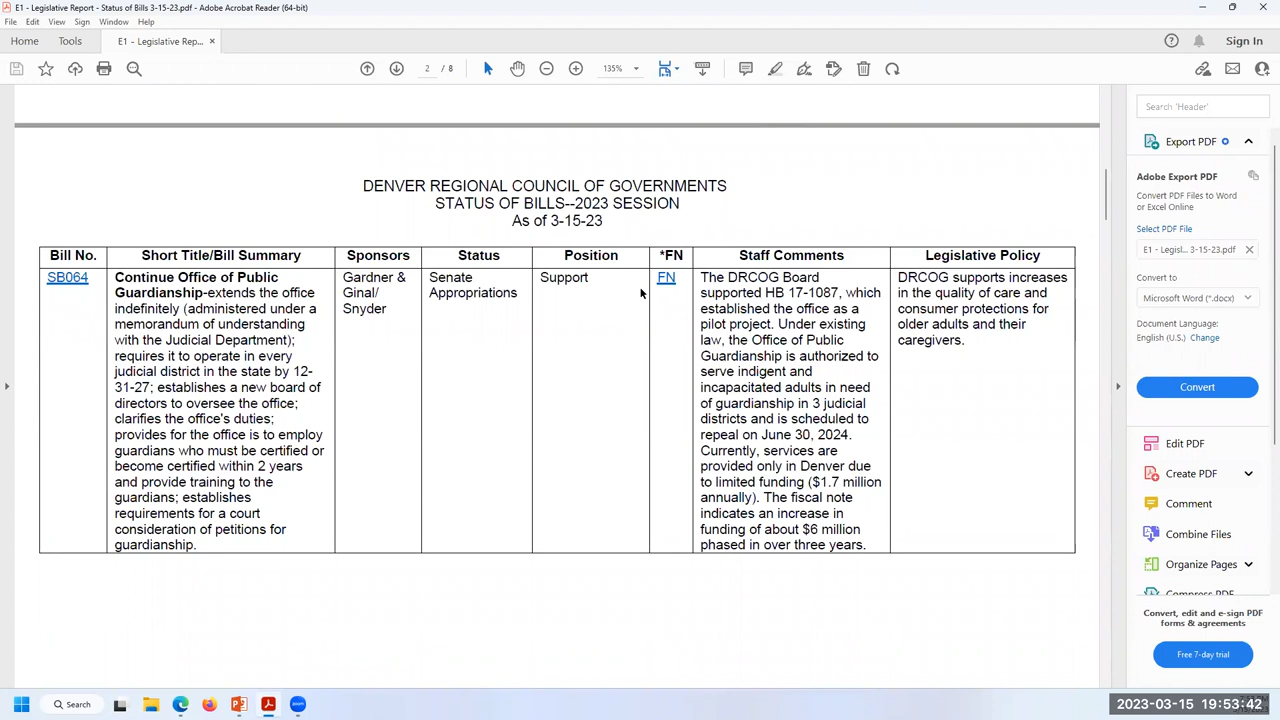 E1 - Legislative Report - Status of Bills 3-15-23.pdf - Adobe Acrobat Reader (64-bit)
File Edit View Sign Window Help
Home Tools E1 - Legislative Rep... × Sign In
2 / 8 135%
Search 'Header'
Export PDF
Adobe Export PDF
Convert PDF Files to Word
or Excel Online
Select PDF File
E1 - Legisl... 3-15-23.pdf
Convert to
Microsoft Word (*.docx)
Document Language:
English (U.S.) Change
Convert
Edit PDF
Create PDF
Comment
Combine Files
Organize Pages
Compress PDF
Convert, edit and e-sign PDF
forms & agreements
Free 7-day trial
DENVER REGIONAL COUNCIL OF GOVERNMENTS
STATUS OF BILLS--2023 SESSION
As of 3-15-23
Bill No. Short Title/Bill Summary Sponsors Status Position *FN Staff Comments Legislative Policy
SB064
Continue Office of Public
Guardianship-extends the office
indefinitely (administered under a
memorandum of understanding
with the Judicial Department);
requires it to operate in every
judicial district in the state by 12-
31-27; establishes a new board of
directors to oversee the office;
clarifies the office's duties;
provides for the office is to employ
guardians who must be certified or
become certified within 2 years
and provide training to the
guardians; establishes
requirements for a court
consideration of petitions for
guardianship.
Gardner &
Ginal/
Snyder
Senate
Appropriations
Support
FN
The DRCOG Board
supported HB 17-1087, which
established the office as a
pilot project. Under existing
law, the Office of Public
Guardianship is authorized to
serve indigent and
incapacitated adults in need
of guardianship in 3 judicial
districts and is scheduled to
repeal on June 30, 2024.
Currently, services are
provided only in Denver due
to limited funding ($1.7 million
annually). The fiscal note
indicates an increase in
funding of about $6 million
phased in over three years.
DRCOG supports increases
in the quality of care and
consumer protections for
older adults and their
caregivers.
Search
zoom
2023-03-15 19:53:42